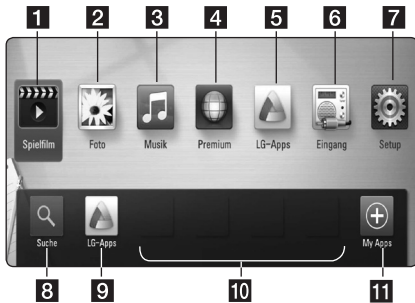 1 2 3 4 5 6 7
Spielfilm Foto Musik Premium LG-Apps Eingang Setup
Suche LG-Apps My Apps
8 9 10 11